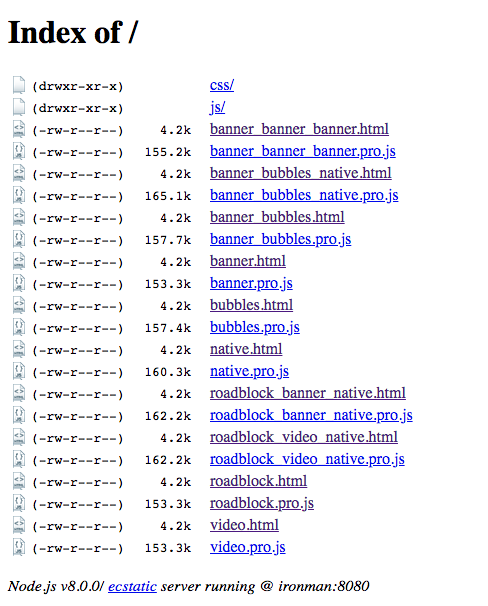 Index of /
(drwxr-xr-x) css/
(drwxr-xr-x) js/
(-rw-r--r--) 4.2k banner_banner_banner.html
(-rw-r--r--) 155.2k banner_banner_banner.pro.js
(-rw-r--r--) 4.2k banner_bubbles_native.html
(-rw-r--r--) 165.1k banner_bubbles_native.pro.js
(-rw-r--r--) 4.2k banner_bubbles.html
(-rw-r--r--) 157.7k banner_bubbles.pro.js
(-rw-r--r--) 4.2k banner.html
(-rw-r--r--) 153.3k banner.pro.js
(-rw-r--r--) 4.2k bubbles.html
(-rw-r--r--) 157.4k bubbles.pro.js
(-rw-r--r--) 4.2k native.html
(-rw-r--r--) 160.3k native.pro.js
(-rw-r--r--) 4.2k roadblock_banner_native.html
(-rw-r--r--) 162.2k roadblock_banner_native.pro.js
(-rw-r--r--) 4.2k roadblock_video_native.html
(-rw-r--r--) 162.2k roadblock_video_native.pro.js
(-rw-r--r--) 4.2k roadblock.html
(-rw-r--r--) 153.3k roadblock.pro.js
(-rw-r--r--) 4.2k video.html
(-rw-r--r--) 153.3k video.pro.js
Node.js v8.0.0/ ecstatic server running @ ironman:8080